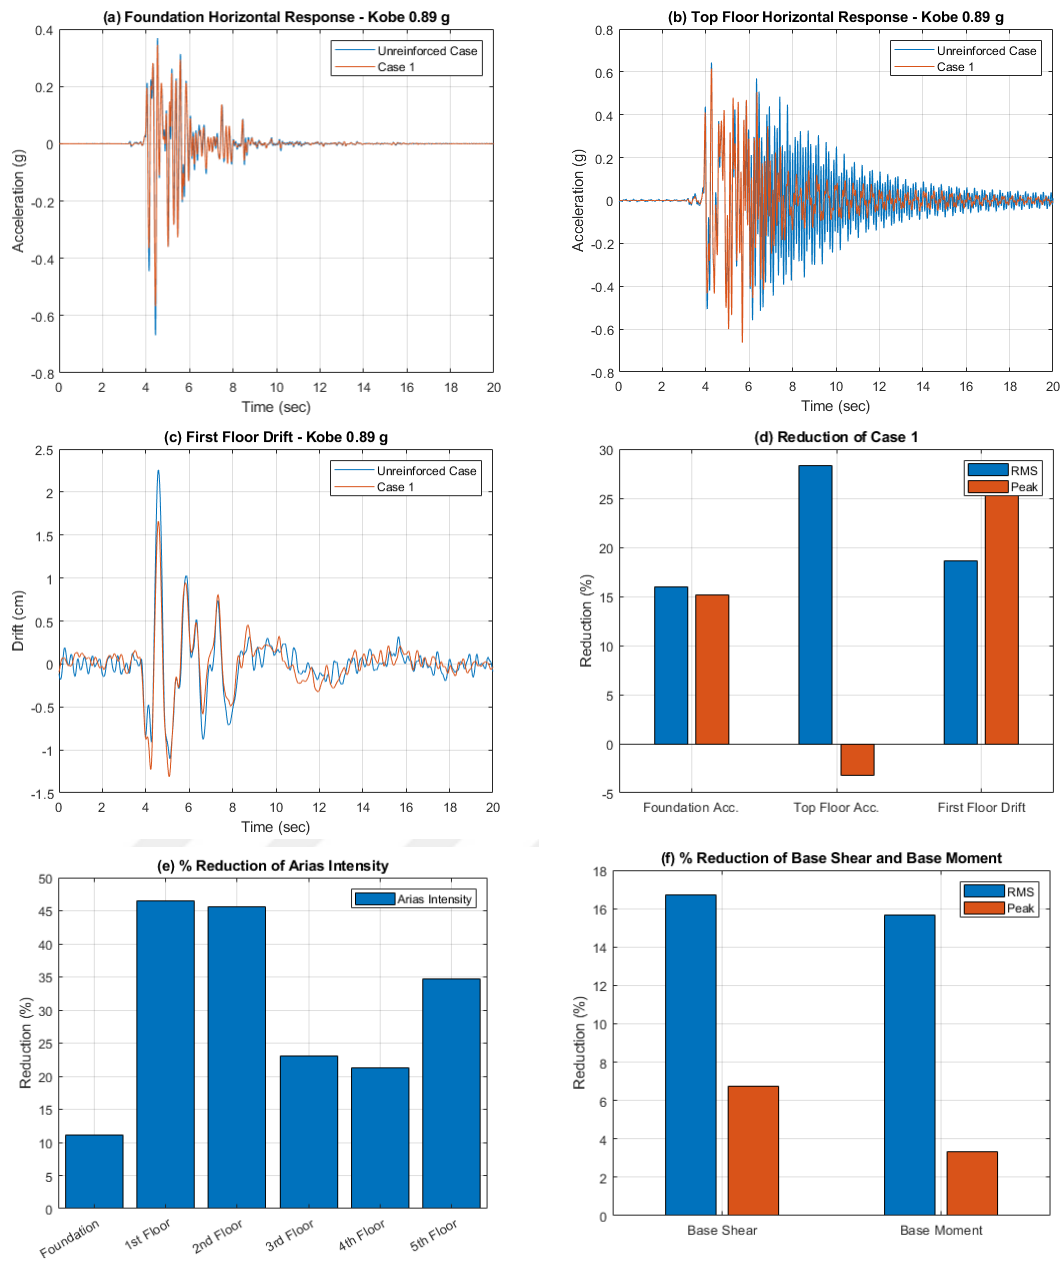 (a) Foundation Horizontal Response - Kobe 0.89 g
0.4
0.2
0
-0.2
-0.4
-0.6
-0.8
Acceleration (g)
Unreinforced Case
Case 1
0 2 4 6 8 10 12 14 16 18 20
Time (sec)
(b) Top Floor Horizontal Response - Kobe 0.89 g
0.8
0.6
0.4
0.2
0
-0.2
-0.4
-0.6
-0.8
Acceleration (g)
Unreinforced Case
Case 1
0 2 4 6 8 10 12 14 16 18 20
Time (sec)
(c) First Floor Drift - Kobe 0.89 g
2.5
2
1.5
1
0.5
0
-0.5
-1
-1.5
Drift (cm)
Unreinforced Case
Case 1
0 2 4 6 8 10 12 14 16 18 20
Time (sec)
(d) Reduction of Case 1
30
25
20
15
10
5
0
-5
Reduction (%)
RMS
Peak
Foundation Acc. Top Floor Acc. First Floor Drift
(e) % Reduction of Arias Intensity
50
45
40
35
30
25
20
15
10
5
0
Reduction (%)
Arias Intensity
Foundation 1st Floor 2nd Floor 3rd Floor 4th Floor 5th Floor
(f) % Reduction of Base Shear and Base Moment
18
16
14
12
10
8
6
4
2
0
Reduction (%)
RMS
Peak
Base Shear Base Moment